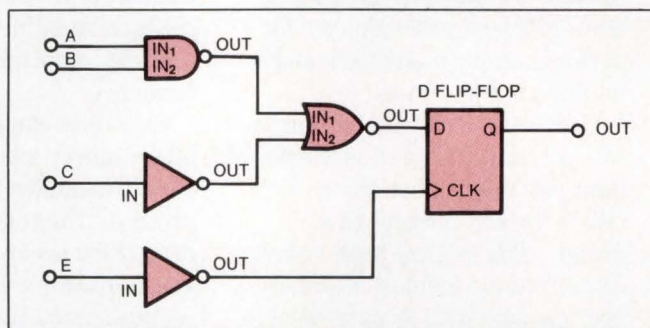 A
B
IN1
IN2
OUT
D FLIP-FLOP
IN1
IN2
OUT
D
Q
OUT
C
IN
OUT
CLK
E
IN
OUT